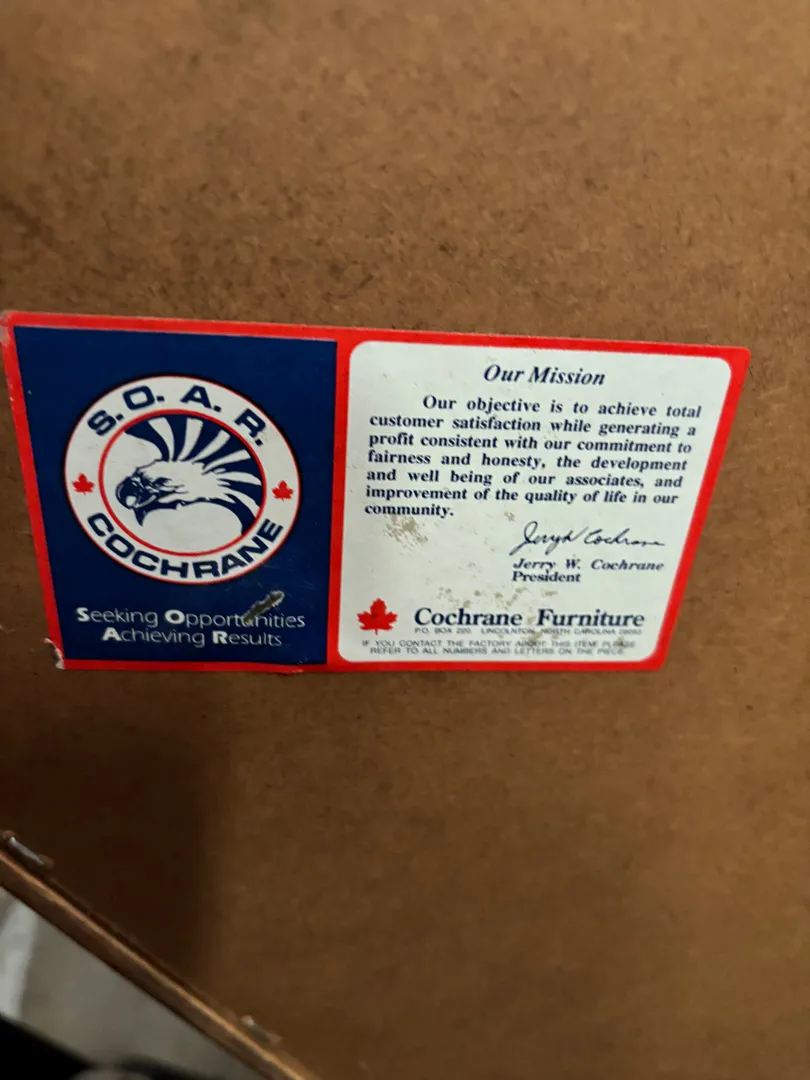 S.O.A.R.
COCHRANE
Seeking Opportunities
Achieving Results
Our Mission
Our objective is to achieve total
customer satisfaction while generating a
profit consistent with our commitment to
fairness and honesty, the development
and well being of our associates, and
improvement of the quality of life in our
community.
Jerry W. Cochrane
Jerry W. Cochrane
President
Cochrane Furniture
P.O. BOX 220, LINCOLNTON, NORTH CAROLINA 28093
IF YOU CONTACT THE FACTORY ABOUT THIS ITEM PLEASE
REFER TO ALL NUMBERS AND LETTERS ON THE PIECE.